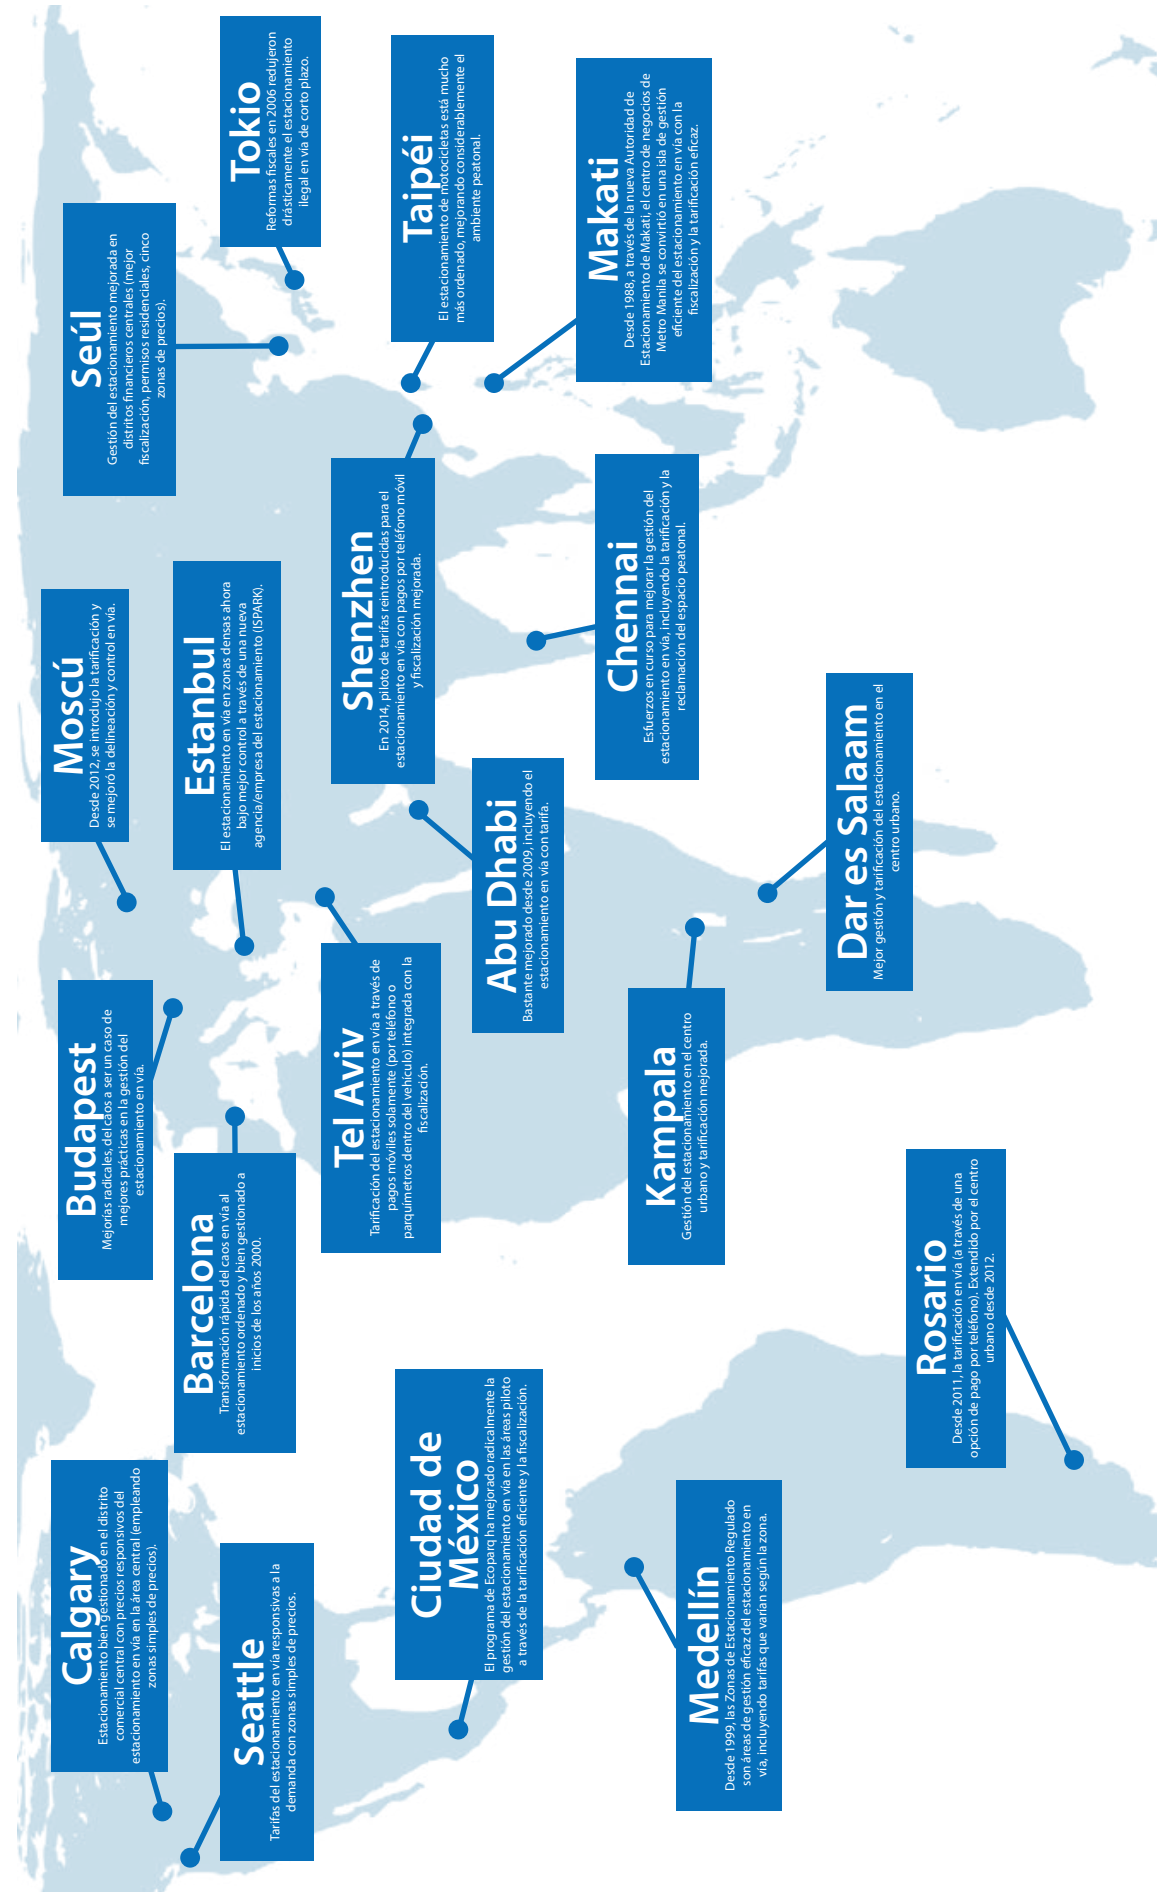 Calgary
Estacionamiento bien gestionado en el distrito
comercial central con precios responsivos del
estacionamiento en vía en la área central (empleando
zonas simples de precios).
Seattle
Tarifas del estacionamiento en vía responsivas a la
demanda con zonas simples de precios.
Ciudad de
México
El programa de Ecoparq ha mejorado radicalmente la
gestión del estacionamiento en vía en las áreas piloto
a través de la tarificación eficiente y la fiscalización.
Medellín
Desde 1999, las Zonas de Estacionamiento Regulado
son áreas de gestión eficaz del estacionamiento en
vía, incluyendo tarifas que varían según la zona.
Rosario
Desde 2011, la tarificación en vía (a través de una
opción de pago por teléfono). Extendido por el centro
urbano desde 2012.
Barcelona
Transformación rápida del caos en vía al
estacionamiento ordenado y bien gestionado a
inicios de los años 2000.
Budapest
Mejorías radicales, del caos a ser un caso de
mejores prácticas en la gestión del
estacionamiento en vía.
Tel Aviv
Tarificación del estacionamiento en vía a través de
pagos móviles solamente (por teléfono o
parquímetros dentro del vehículo) integrada con la
fiscalización.
Kampala
Gestión del estacionamiento en el centro
urbano y tarificación mejorada.
Dar es Salaam
Mejor gestión y tarificación del estacionamiento en el
centro urbano.
Abu Dhabi
Bastante mejorado desde 2009, incluyendo el
estacionamiento en vía con tarifa.
Estanbul
El estacionamiento en vía en zonas densas ahora
bajo mejor control a través de una nueva
agencia/empresa del estacionamiento (ISPARK).
Moscú
Desde 2012, se introdujo la tarificación y
se mejoró la delineación y control en vía.
Shenzhen
En 2014, piloto de tarifas reintroducidas para el
estacionamiento en vía con pagos por teléfono móvil
y fiscalización mejorada.
Chennai
Esfuerzos en curso para mejorar la gestión del
estacionamiento en vía, incluyendo la tarificación y la
reclamación del espacio peatonal.
Seúl
Gestión del estacionamiento mejorada en
distritos financieros centrales (mejor
fiscalización, permisos residenciales, cinco
zonas de precios).
Tokio
Reformas fiscales en 2006 redujeron
drásticamente el estacionamiento
ilegal en vía de corto plazo.
Taipéi
El estacionamiento de motocicletas está mucho
más ordenado, mejorando considerablemente el
ambiente peatonal.
Makati
Desde 1988, a través de la nueva Autoridad de
Estacionamiento de Makati, el centro de negocios de
Metro Manila se convirtió en una isla de gestión
eficiente del estacionamiento en vía con la
fiscalización y la tarificación eficaz.